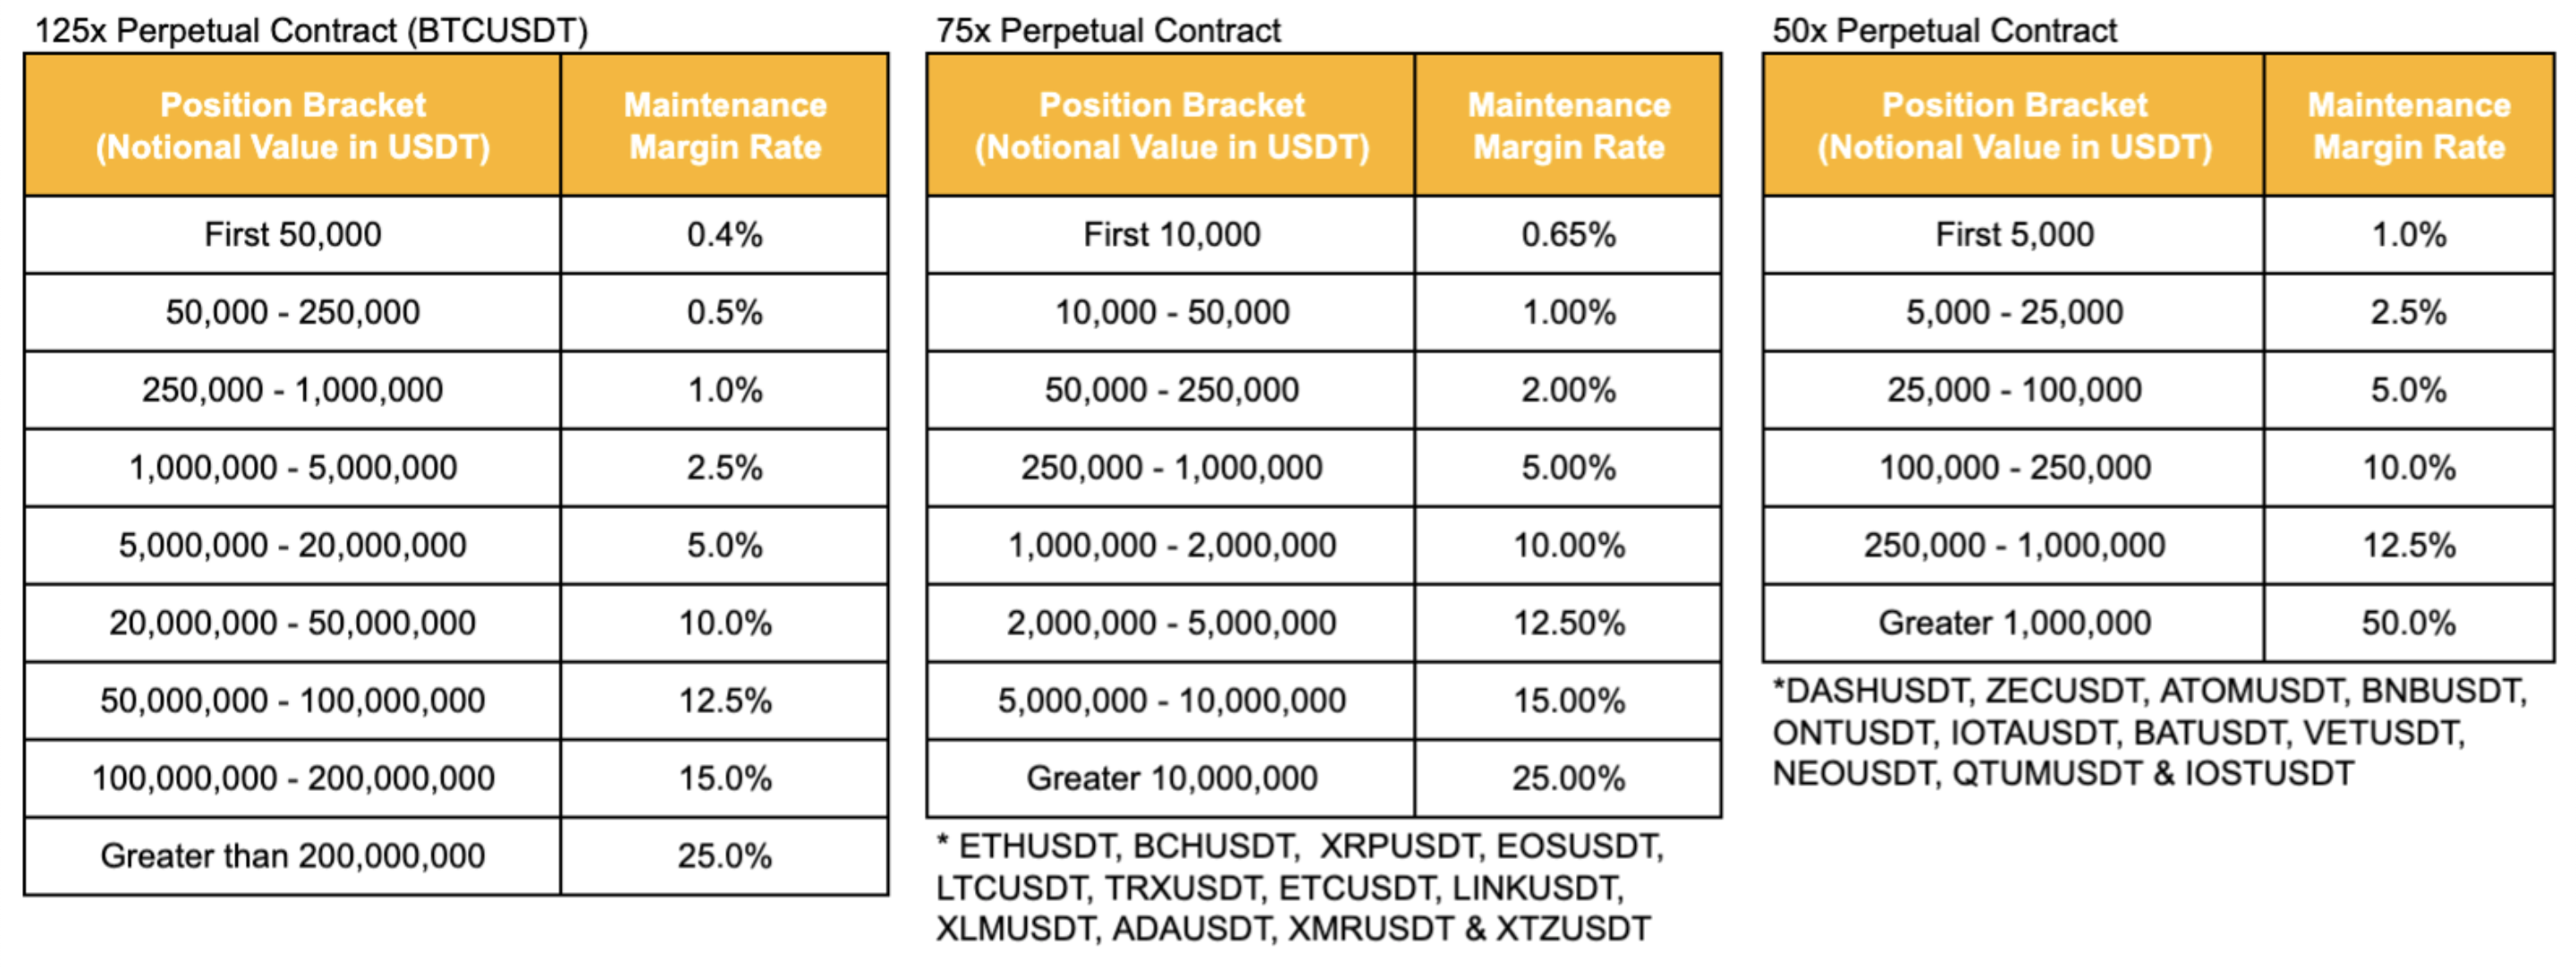 125x Perpetual Contract (BTCUSDT)
Position Bracket Maintenance
(Notional Value in USDT) Margin Rate
First 50,000 0.4%
50,000 - 250,000 0.5%
250,000 - 1,000,000 1.0%
1,000,000 - 5,000,000 2.5%
5,000,000 - 20,000,000 5.0%
20,000,000 - 50,000,000 10.0%
50,000,000 - 100,000,000 12.5%
100,000,000 - 200,000,000 15.0%
Greater than 200,000,000 25.0%
75x Perpetual Contract
Position Bracket Maintenance
(Notional Value in USDT) Margin Rate
First 10,000 0.65%
10,000 - 50,000 1.00%
50,000 - 250,000 2.00%
250,000 - 1,000,000 5.00%
1,000,000 - 2,000,000 10.00%
2,000,000 - 5,000,000 12.50%
5,000,000 - 10,000,000 15.00%
Greater 10,000,000 25.00%
* ETHUSDT, BCHUSDT, XRPUSDT, EOSUSDT,
LTCUSDT, TRXUSDT, ETCUSDT, LINKUSDT,
XLMUSDT, ADAUSDT, XMRUSDT & XTZUSDT
50x Perpetual Contract
Position Bracket Maintenance
(Notional Value in USDT) Margin Rate
First 5,000 1.0%
5,000 - 25,000 2.5%
25,000 - 100,000 5.0%
100,000 - 250,000 10.0%
250,000 - 1,000,000 12.5%
Greater 1,000,000 50.0%
*DASHUSDT, ZECUSDT, ATOMUSDT, BNBUSDT,
ONTUSDT, IOTAUSDT, BATUSDT, VETUSDT,
NEOUSDT, QTUMUSDT & IOSTUSDT